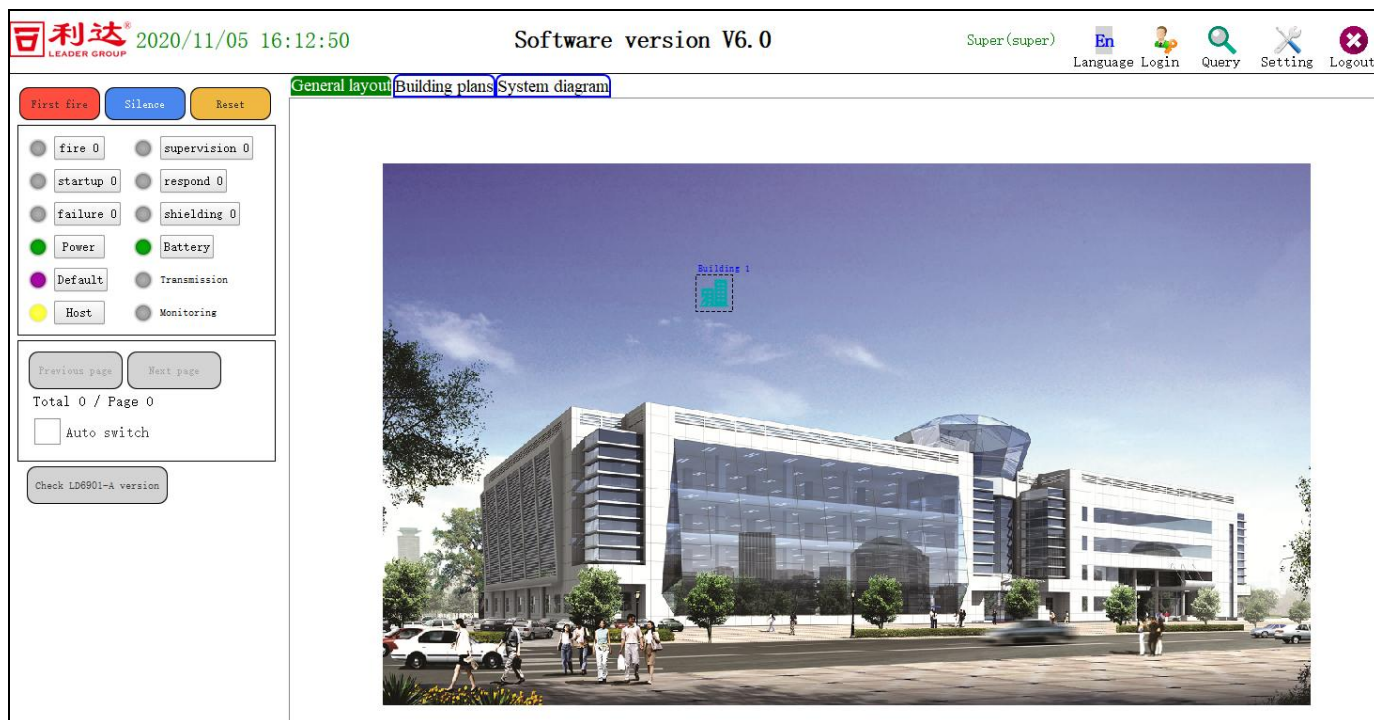 利达®
LEADER GROUP
2020/11/05 16:12:50
Software version V6.0
Super(super)
En
Language
Login
Query
Setting
Logout
First fire
Silence
Reset
General layout
Building plans
System diagram
fire 0
supervision 0
startup 0
respond 0
failure 0
shielding 0
Power
Battery
Default
Transmission
Host
Monitoring
Previous page
Next page
Total 0 / Page 0
Auto switch
Check LD6901-A version
Building 1